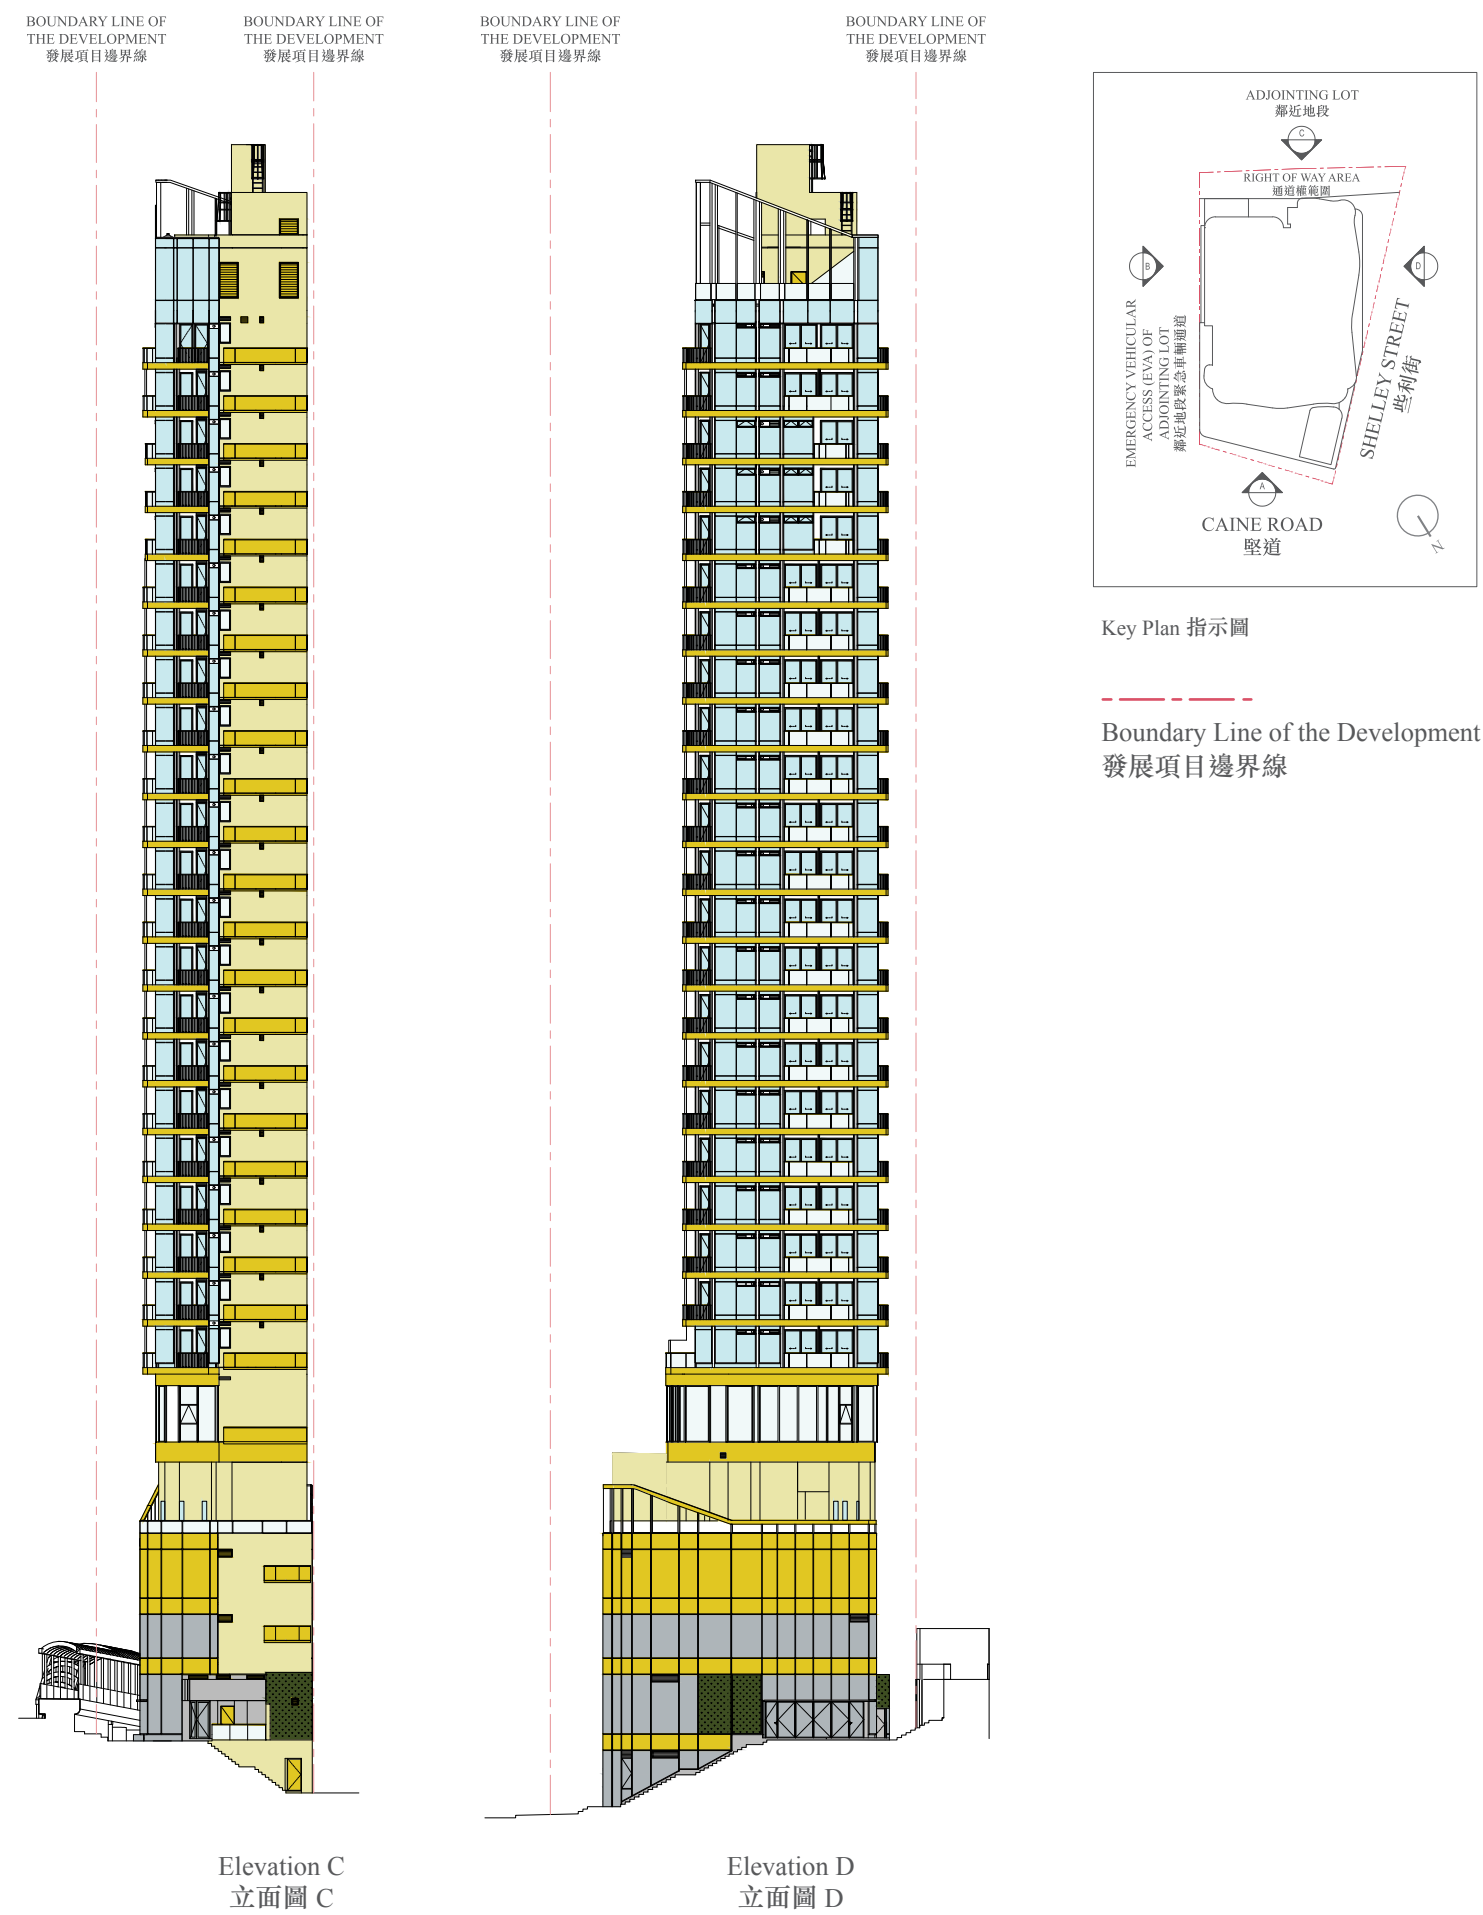 BOUNDARY LINE OF
THE DEVELOPMENT
發展項目邊界線
BOUNDARY LINE OF
THE DEVELOPMENT
發展項目邊界線
BOUNDARY LINE OF
THE DEVELOPMENT
發展項目邊界線
BOUNDARY LINE OF
THE DEVELOPMENT
發展項目邊界線
ADJOINTING LOT
鄰近地段
C
RIGHT OF WAY AREA
通道權範圍
B
D
EMERGENCY VEHICULAR
ACCESS (EVA) OF
ADJOINTING LOT
鄰近地段緊急車輛通道
SHELLEY STREET
些利街
A
CAINE ROAD
堅道
N
Key Plan 指示圖
Boundary Line of the Development
發展項目邊界線
Elevation C
立面圖 C
Elevation D
立面圖 D